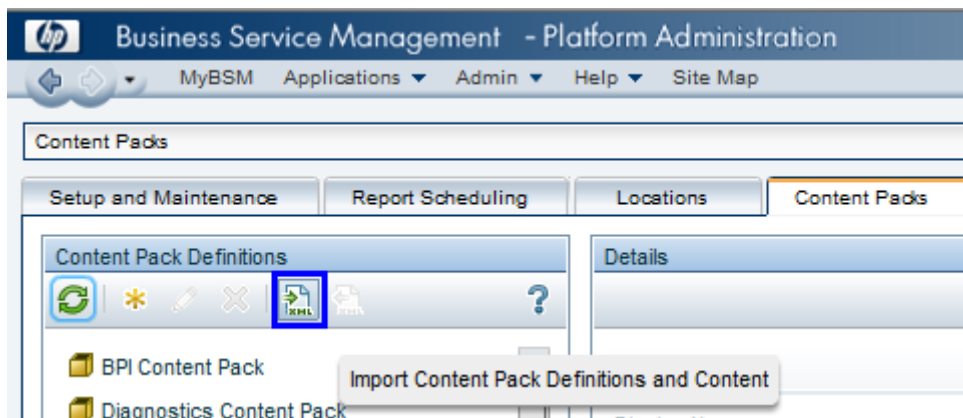 hp Business Service Management - Platform Administration
MyBSM Applications Admin Help Site Map
Content Packs
Setup and Maintenance Report Scheduling Locations Content Packs
Content Pack Definitions Details
XML ?
BPI Content Pack
Import Content Pack Definitions and Content
Diagnostics Content Pack